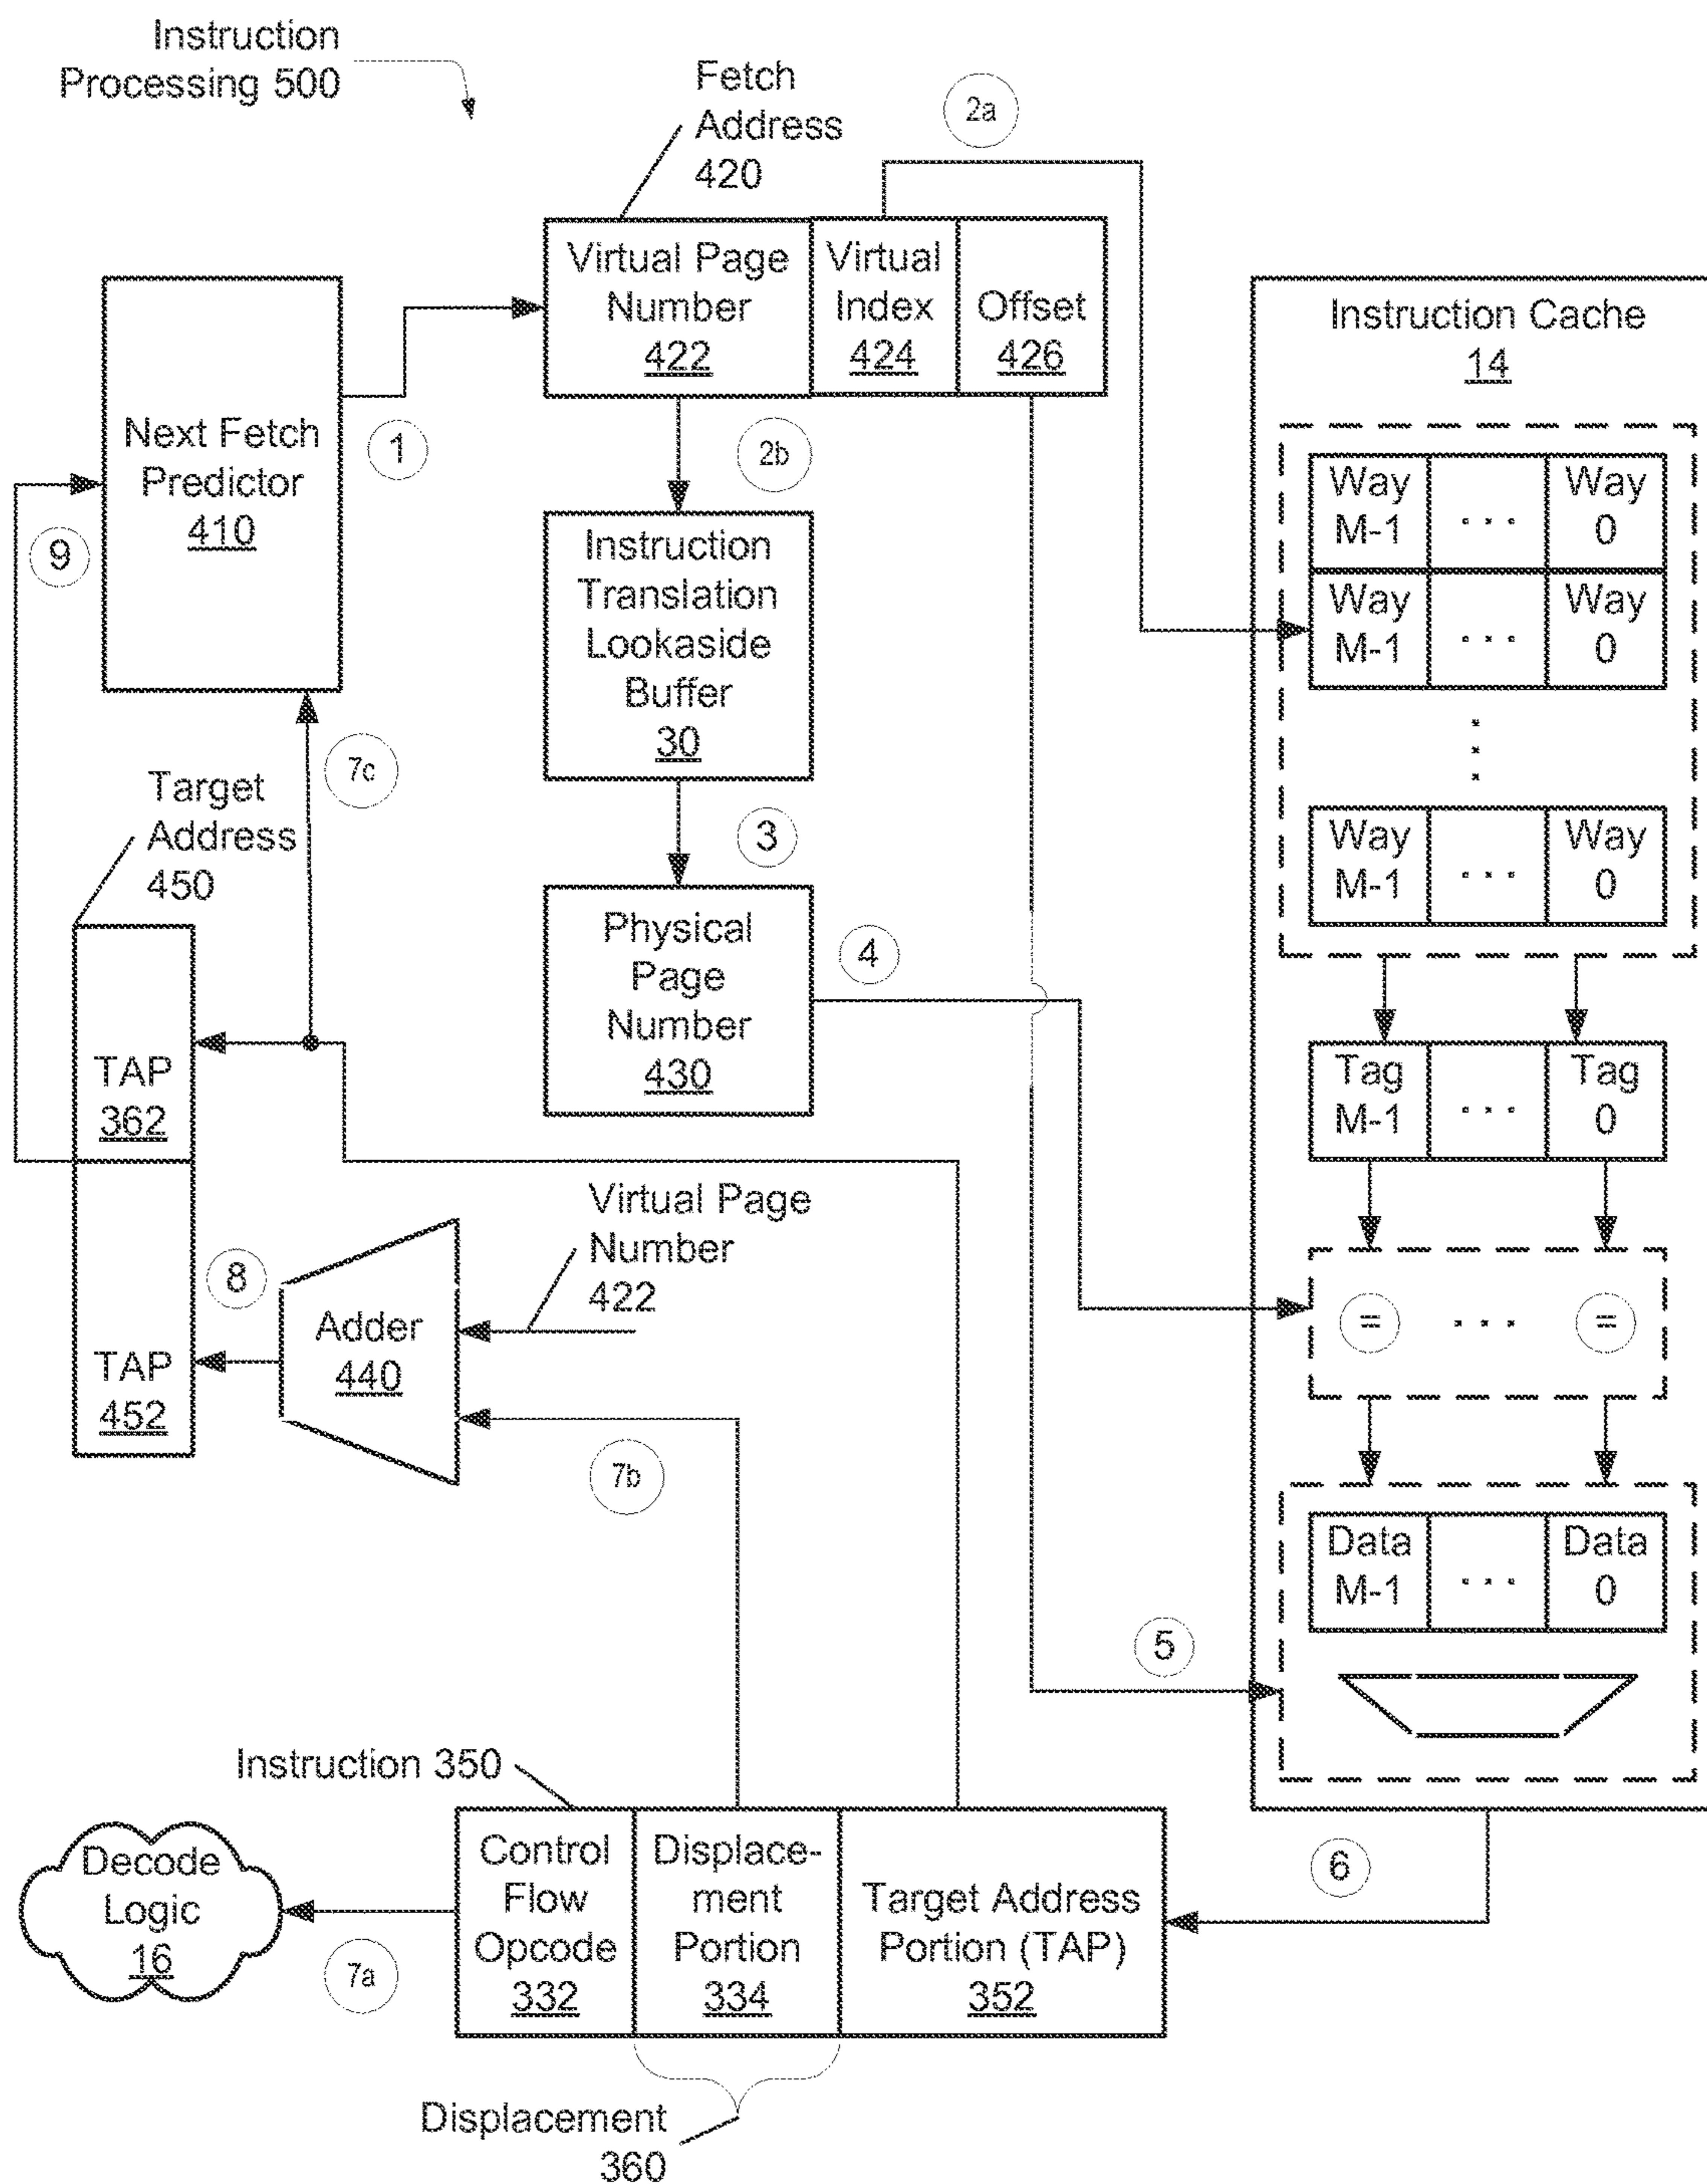 Instruction
Processing 500
Fetch
Address
420
2a
Virtual Page
Number
422
Virtual
Index
424
Offset
426
Next Fetch
Predictor
410
1
2b
9
Instruction
Translation
Lookaside
Buffer
30
7c
3
Target
Address
450
Physical
Page
Number
430
4
TAP
362
TAP
452
8
Adder
440
Virtual Page
Number
422
7b
Instruction Cache
14
Way
M-1
. . .
Way
0
Way
M-1
. . .
Way
0
Way
M-1
. . .
Way
0
Tag
M-1
. . .
Tag
0
=
. . .
=
Data
M-1
. . .
Data
0
5
6
Instruction 350
Decode
Logic
16
7a
Control
Flow
Opcode
332
Displace-
ment
Portion
334
Target Address
Portion (TAP)
352
Displacement
360